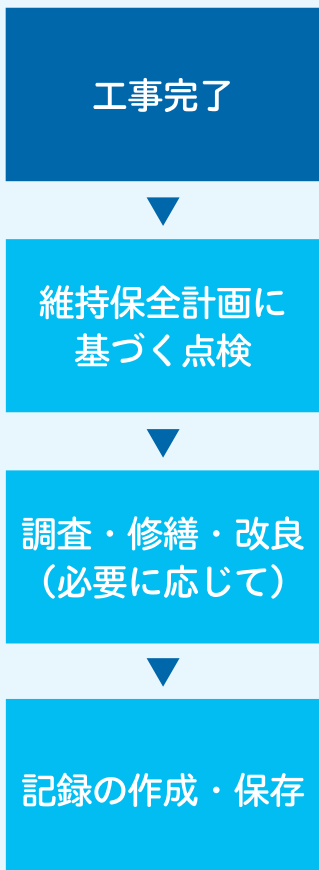 工事完了
維持保全計画に
基づく点検
調査・修繕・改良
（必要に応じて）
記録の作成・保存